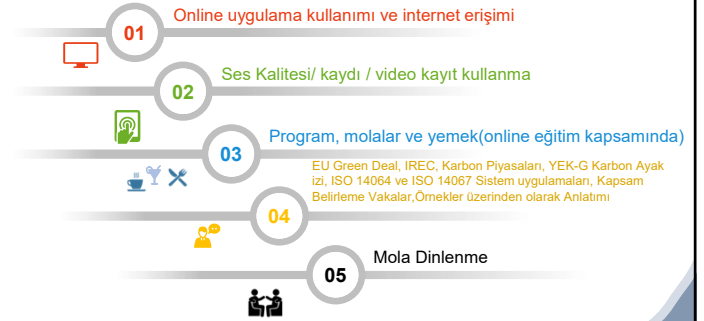 Online uygulama kullanımı ve internet erişimi
01
Ses Kalitesi/ kaydı / video kayıt kullanma
02
Program, molalar ve yemek(online eğitim kapsamında)
03
EU Green Deal, IREC, Karbon Piyasaları, YEK-G Karbon Ayak
izi, ISO 14064 ve ISO 14067 Sistem uygulamaları, Kapsam
Belirleme Vakalar,Örnekler üzerinden olarak Anlatımı
04
Mola Dinlenme
05